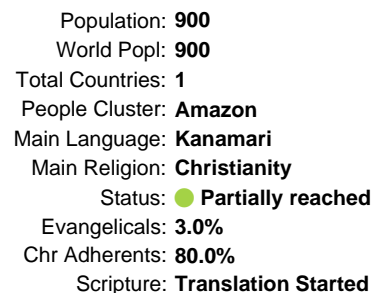 Population: 900
World Popl: 900
Total Countries: 1
People Cluster: Amazon
Main Language: Kanamari
Main Religion: Christianity
Status: Partially reached
Evangelicals: 3.0%
Chr Adherents: 80.0%
Scripture: Translation Started